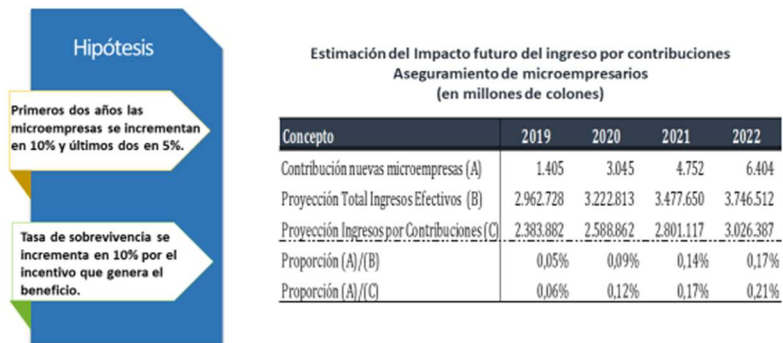 Hipótesis
Primeros dos años las
microempresas se incrementan
en 10% y últimos dos en 5%.
Tasa de sobrevivencia se
incrementa en 10% por el
incentivo que genera el
beneficio.
Estimación del Impacto futuro del ingreso por contribuciones
Aseguramiento de microempresarios
(en millones de colones)
Concepto 2019 2020 2021 2022
Contribución nuevas microempresas (A) 1.405 3.045 4.752 6.404
Proyección Total Ingresos Efectivos (B) 2.962.728 3.222.813 3.477.650 3.746.512
Proyección Ingresos por Contribuciones (C) 2.383.882 2.588.862 2.801.117 3.026.387
Proporción (A)/(B) 0,05% 0,09% 0,14% 0,17%
Proporción (A)/(C) 0,06% 0,12% 0,17% 0,21%